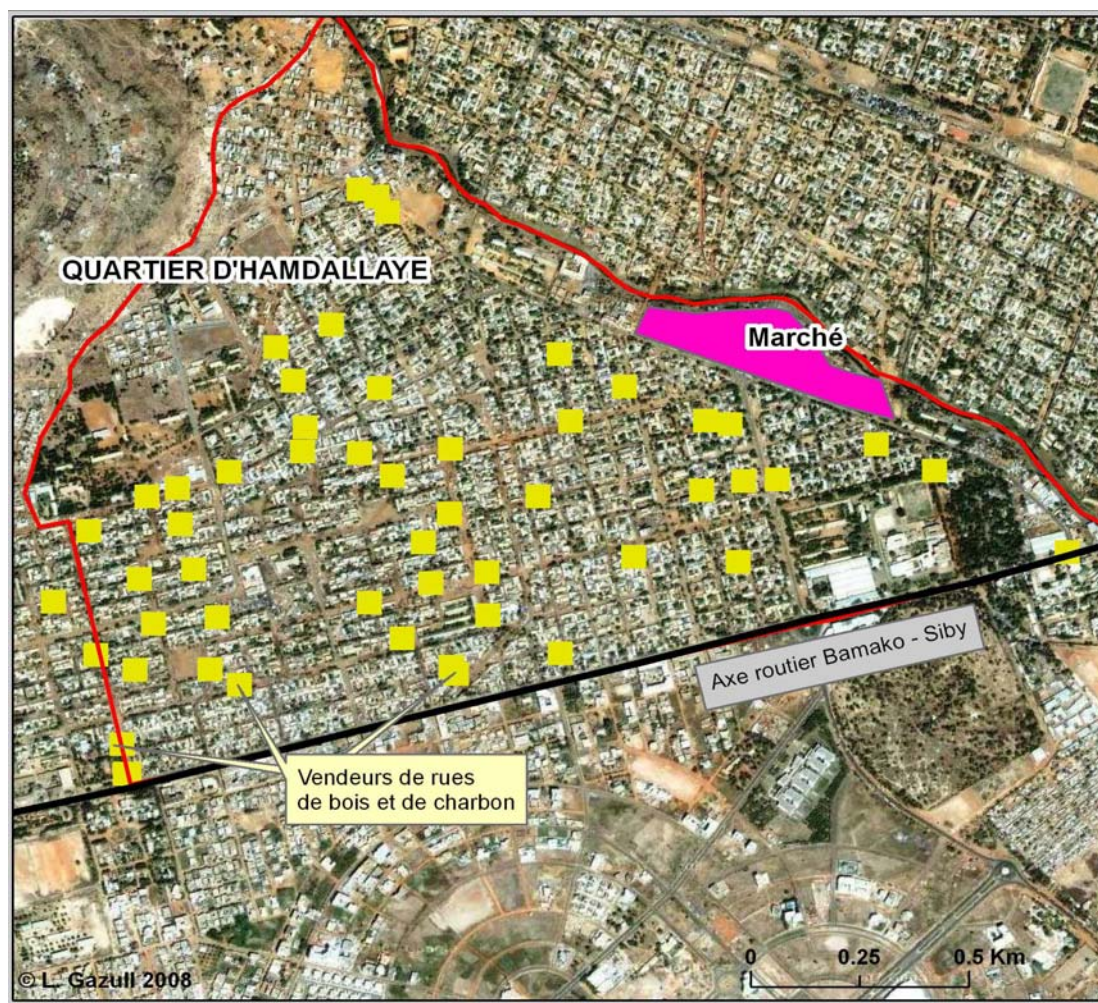 QUARTIER D'HAMDALLAYE
Marché
Axe routier Bamako - Siby
Vendeurs de rues
de bois et de charbon
0 0.25 0.5 Km
© L. Gazull 2008